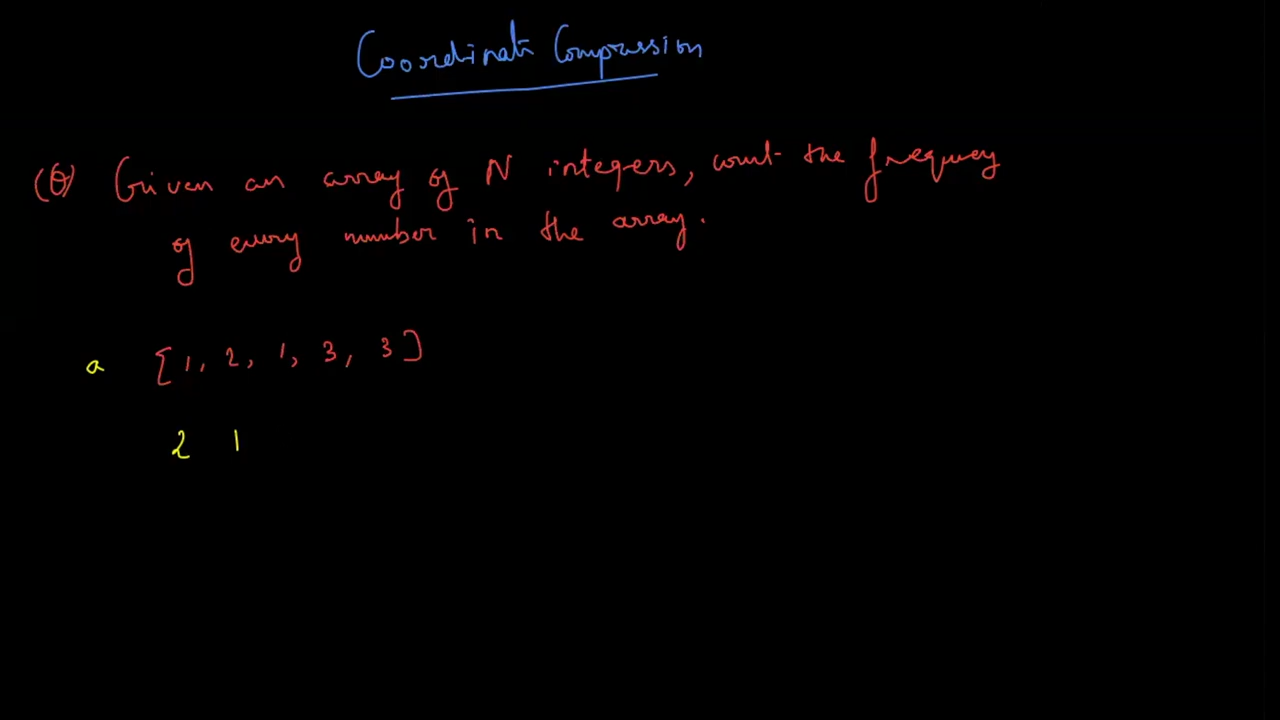 Coordinate Compression
(Q) Given an array of N integers, count the frequency
of every number in the array.
a [1, 2, 1, 3, 3]
2 1